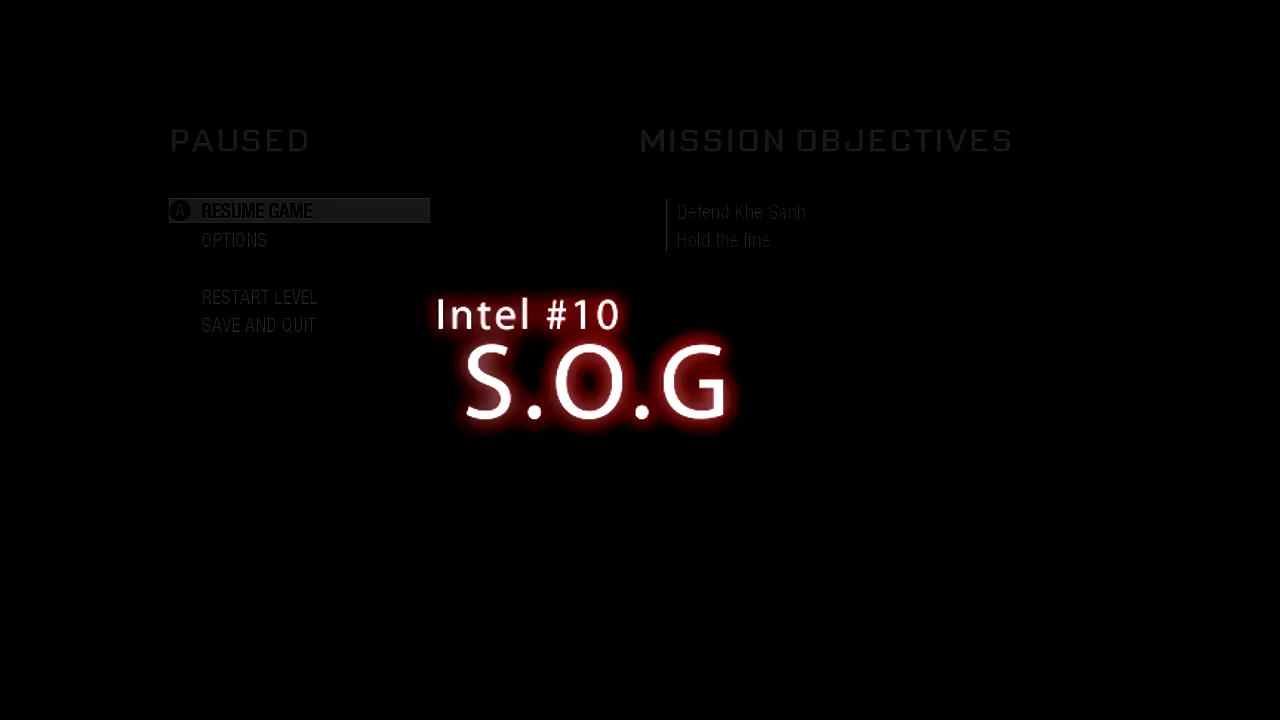 PAUSED
MISSION OBJECTIVES
A RESUME GAME
OPTIONS
RESTART LEVEL
SAVE AND QUIT
Defend Khe Sanh
Hold the line
Intel #10
S.O.G